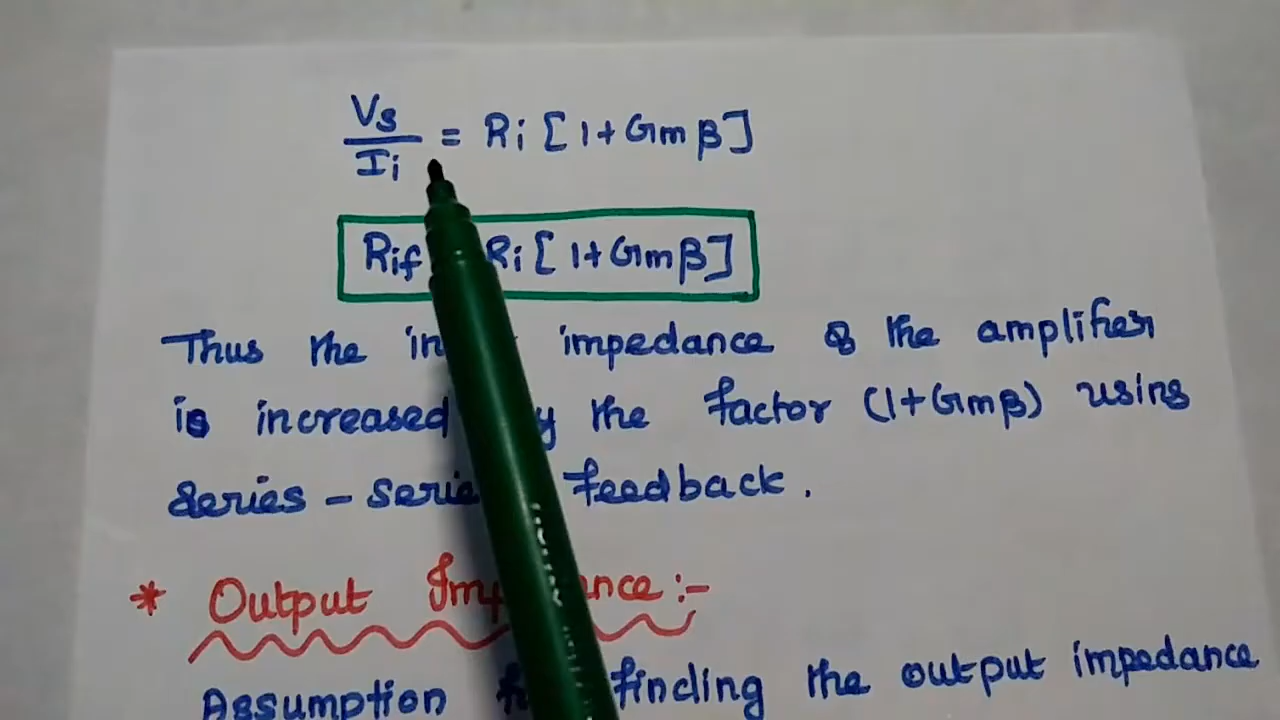 Vs
―― = Ri [1+Gmβ]
Ii
Rif Ri [1+Gmβ]
Thus the impedance of the amplifier
is increased the factor (1+Gmβ) using
series - feedback.
* Output :-
Assumption finding the output impedance